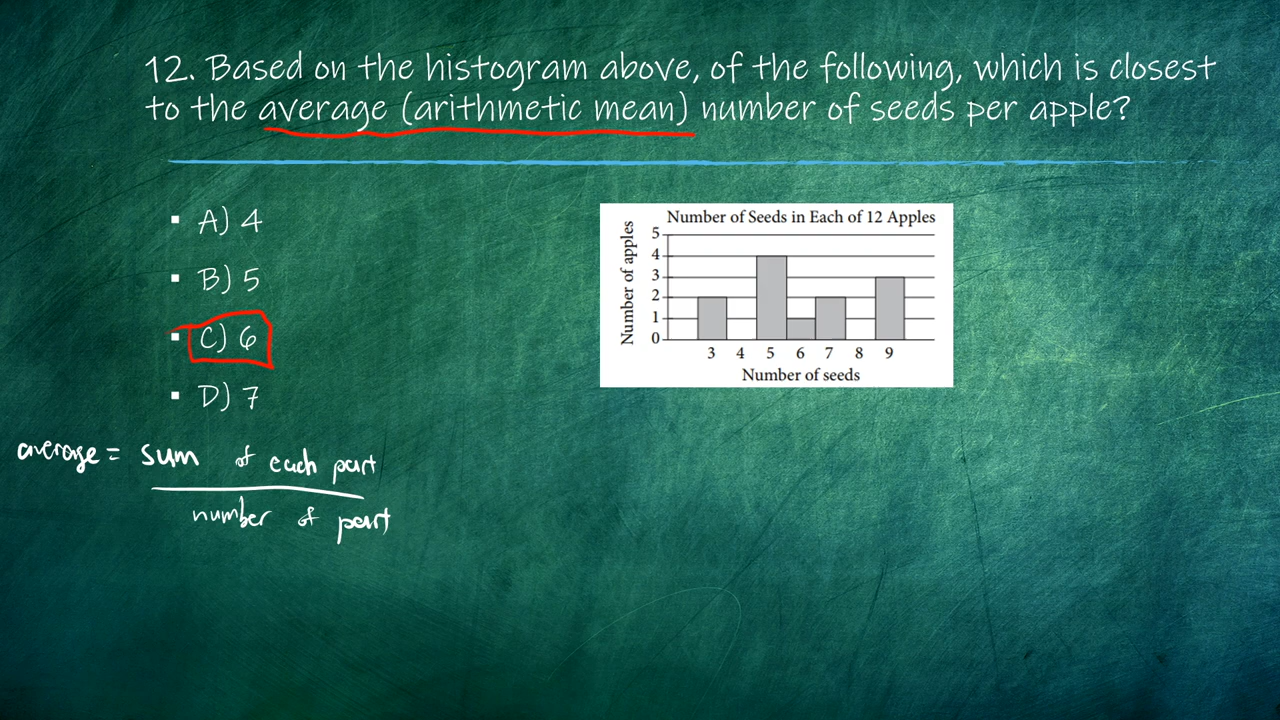 12. Based on the histogram above, of the following, which is closest
to the average (arithmetic mean) number of seeds per apple?
A) 4
B) 5
C) 6
D) 7
Number of Seeds in Each of 12 Apples
Number of apples
5
4
3
2
1
0
3 4 5 6 7 8 9
Number of seeds
average = sum of each part
number of part